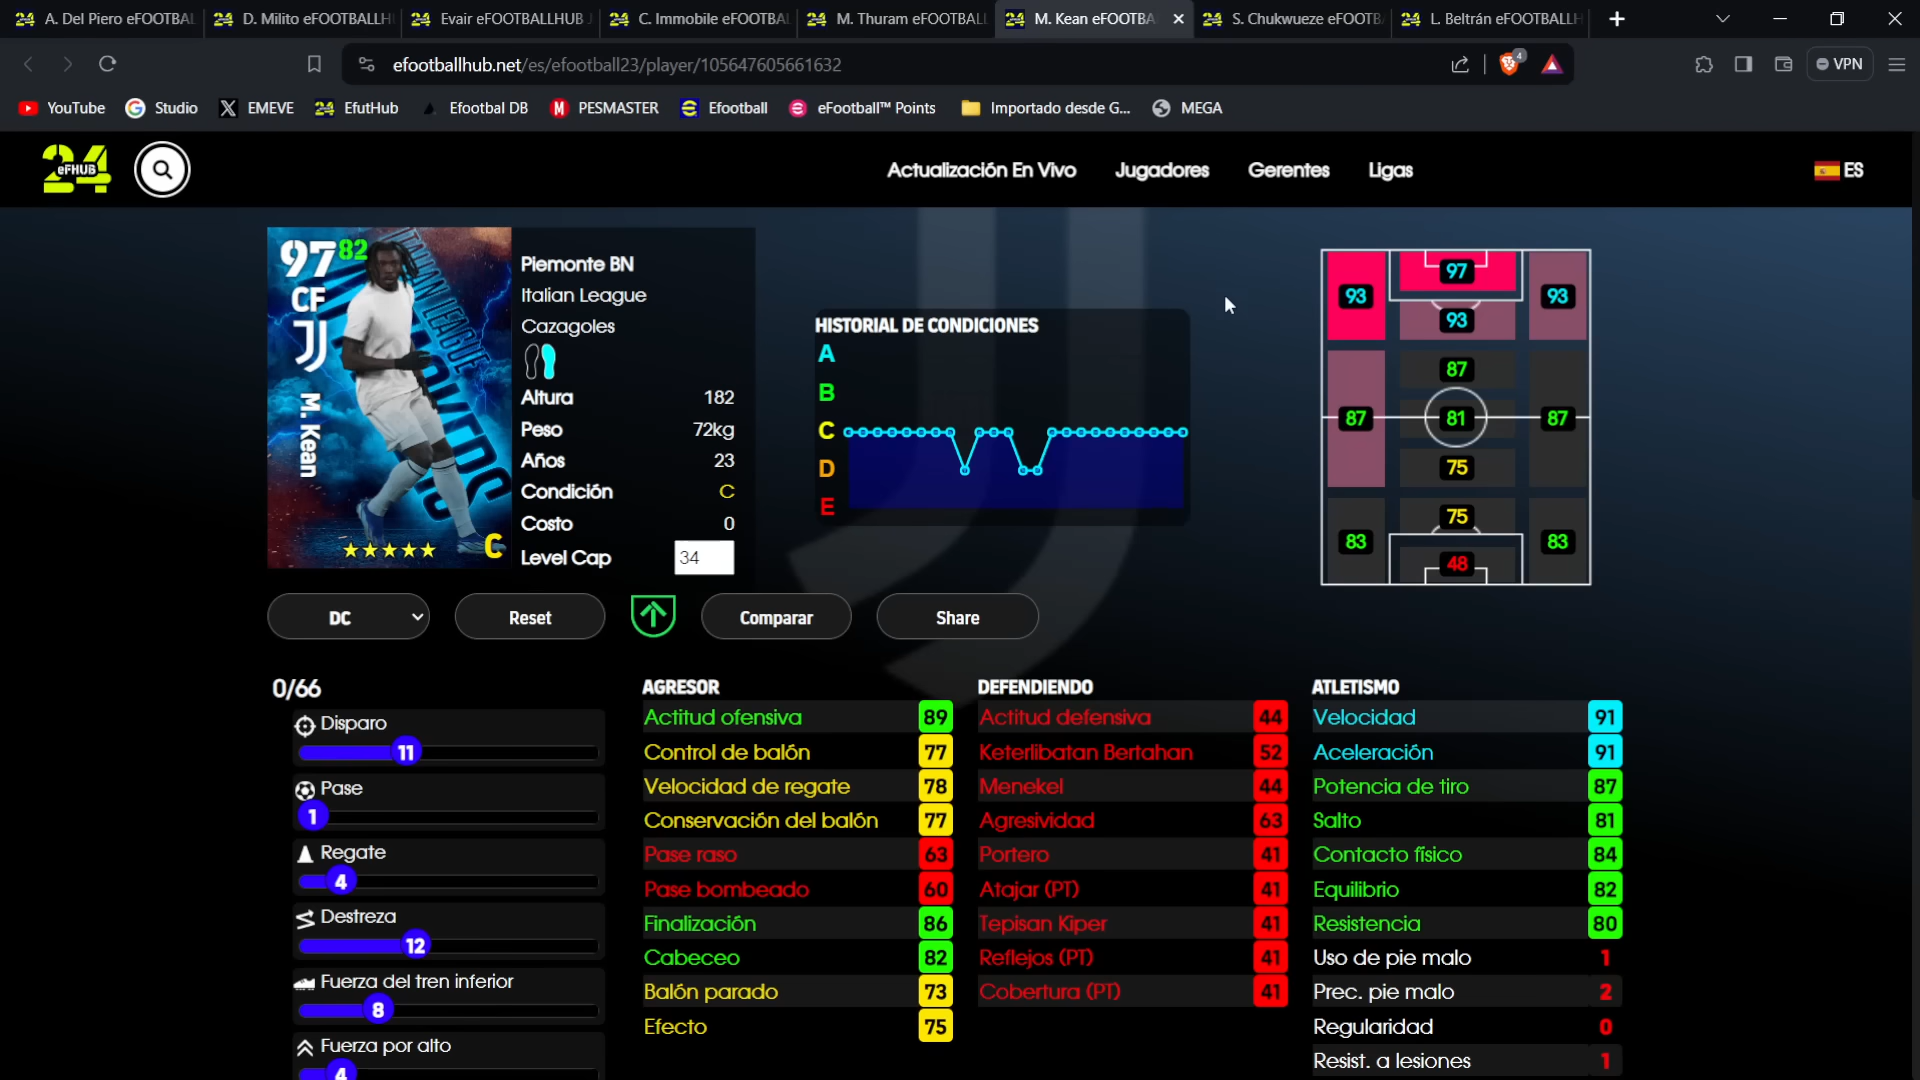 A. Del Piero eFOOTBAL
D. Milito eFOOTBALLH
Evair eFOOTBALLHUB
C. Immobile eFOOTBAL
M. Thuram eFOOTBALL
M. Kean eFOOTBA
S. Chukwueze eFOOTB
L. Beltrán eFOOTBALLH
efootballhub.net/es/efootball23/player/105647605661632
4
VPN
YouTube
Studio
EMEVE
EfutHub
Efootbal DB
PESMASTER
Efootball
eFootball™ Points
Importado desde G...
MEGA
24
eFHUB
Actualización En Vivo
Jugadores
Gerentes
Ligas
ES
97 82
CF
M. Kean
ITALIAN LEAGUE
ATTACKERS
C
Piemonte BN
Italian League
Cazagoles
Altura 182
Peso 72kg
Años 23
Condición C
Costo 0
Level Cap 34
HISTORIAL DE CONDICIONES
A
B
C
D
E
97
93 93
93
87
87 81 87
75
75
83 83
48
DC
Reset
Comparar
Share
0/66
Disparo
11
Pase
1
Regate
4
Destreza
12
Fuerza del tren inferior
8
Fuerza por alto
4
AGRESOR
Actitud ofensiva 89
Control de balón 77
Velocidad de regate 78
Conservación del balón 77
Pase raso 63
Pase bombeado 60
Finalización 86
Cabeceo 82
Balón parado 73
Efecto 75
DEFENDIENDO
Actitud defensiva 44
Keterlibatan Bertahan 52
Menekel 44
Agresividad 63
Portero 41
Atajar (PT) 41
Tepisan Kiper 41
Reflejos (PT) 41
Cobertura (PT) 41
ATLETISMO
Velocidad 91
Aceleración 91
Potencia de tiro 87
Salto 81
Contacto físico 84
Equilibrio 82
Resistencia 80
Uso de pie malo 1
Prec. pie malo 2
Regularidad 0
Resist. a lesiones 1